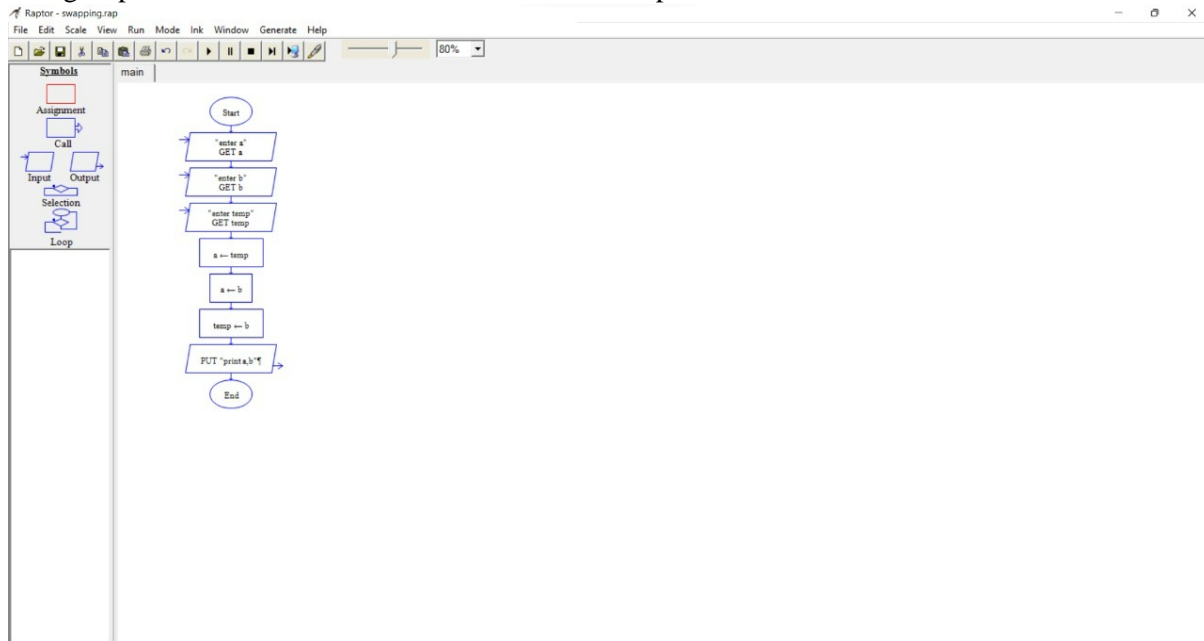 Raptor - swapping.rap
File Edit Scale View Run Mode Ink Window Generate Help
80%
Symbols
main
Assignment
Call
Input Output
Selection
Loop
Start
"enter a"
GET a
"enter b"
GET b
"enter temp"
GET temp
a ← temp
a ← b
temp ← b
PUT "print a,b"¶
End